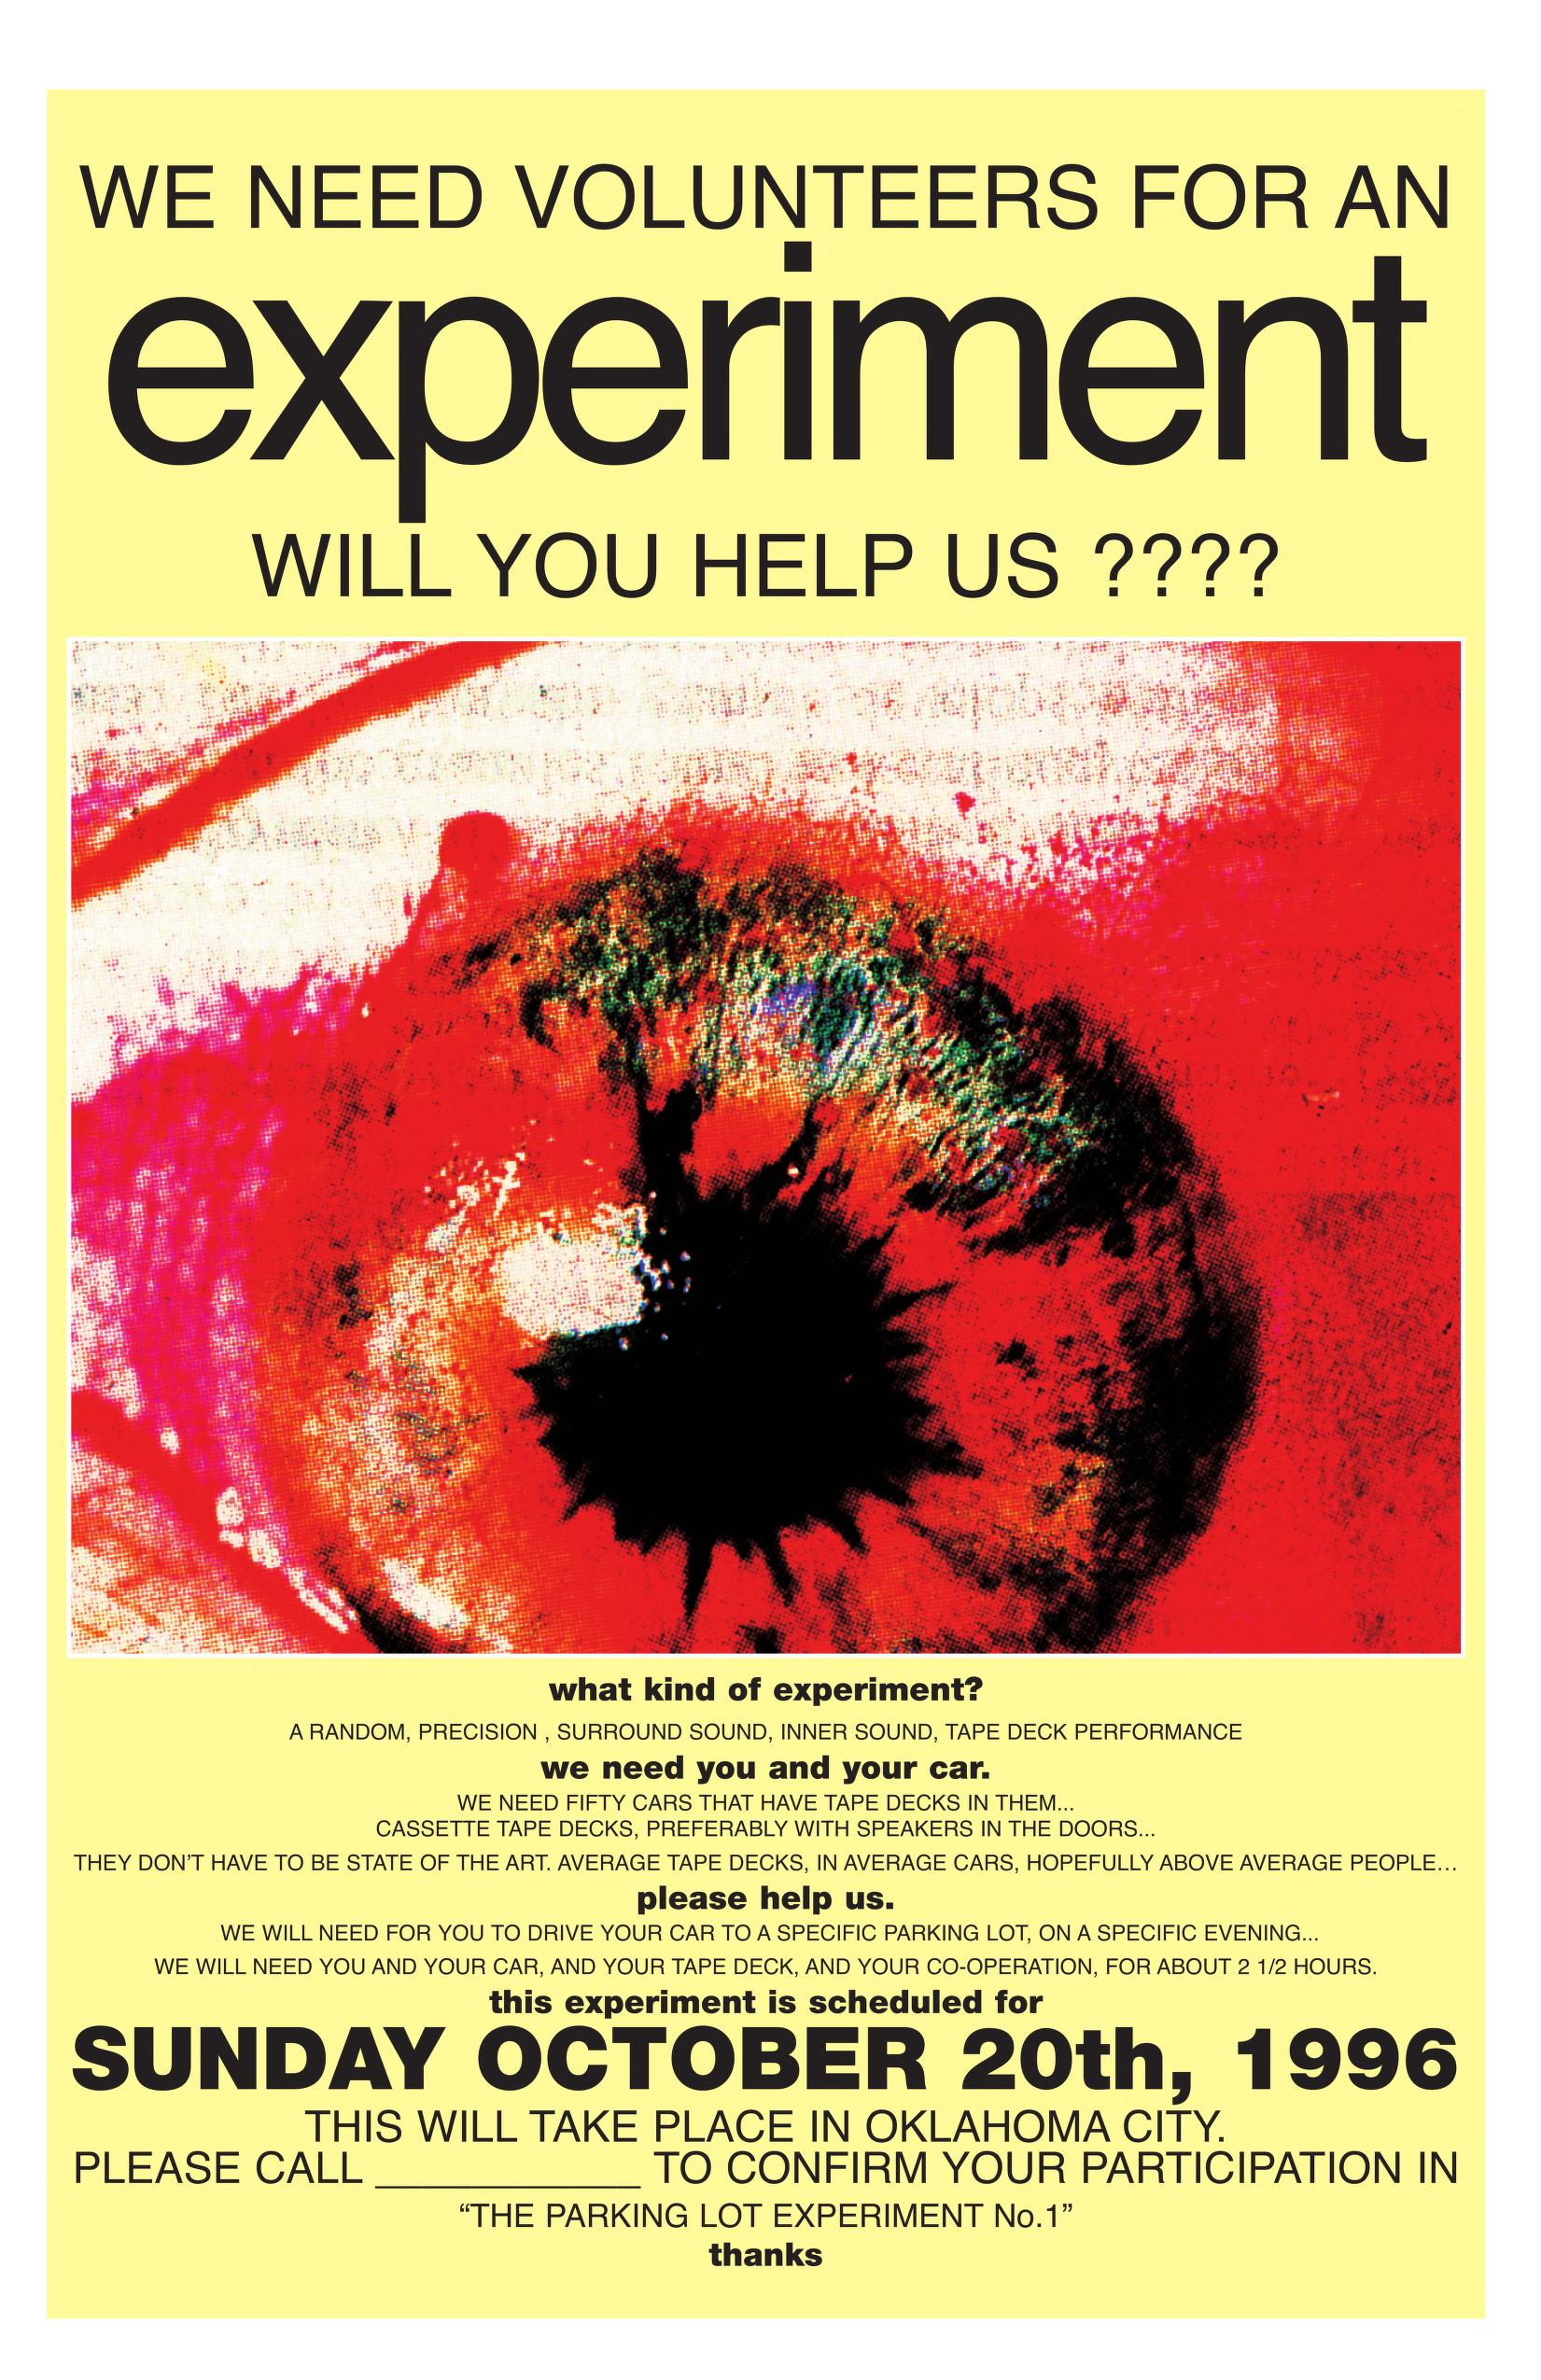 WE NEED VOLUNTEERS FOR AN
experiment
WILL YOU HELP US ????
what kind of experiment?
A RANDOM, PRECISION , SURROUND SOUND, INNER SOUND, TAPE DECK PERFORMANCE
we need you and your car.
WE NEED FIFTY CARS THAT HAVE TAPE DECKS IN THEM...
CASSETTE TAPE DECKS, PREFERABLY WITH SPEAKERS IN THE DOORS...
THEY DON’T HAVE TO BE STATE OF THE ART. AVERAGE TAPE DECKS, IN AVERAGE CARS, HOPEFULLY ABOVE AVERAGE PEOPLE…
please help us.
WE WILL NEED FOR YOU TO DRIVE YOUR CAR TO A SPECIFIC PARKING LOT, ON A SPECIFIC EVENING...
WE WILL NEED YOU AND YOUR CAR, AND YOUR TAPE DECK, AND YOUR CO-OPERATION, FOR ABOUT 2 1/2 HOURS.
this experiment is scheduled for
SUNDAY OCTOBER 20th, 1996
THIS WILL TAKE PLACE IN OKLAHOMA CITY.
PLEASE CALL ___________ TO CONFIRM YOUR PARTICIPATION IN
“THE PARKING LOT EXPERIMENT No.1”
thanks